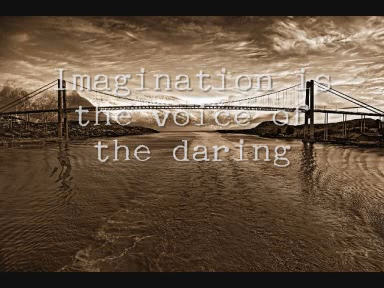 Imagination is
the voice of
the daring